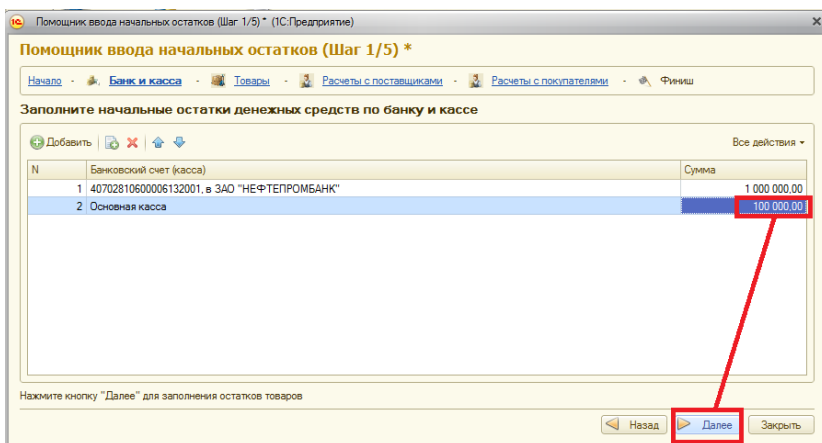 1С Помощник ввода начальных остатков (Шаг 1/5) * (1С:Предприятие)
Помощник ввода начальных остатков (Шаг 1/5) *
Начало - Банк и касса - Товары - Расчеты с поставщиками - Расчеты с покупателями - Финиш
Заполните начальные остатки денежных средств по банку и кассе
Добавить Все действия
N Банковский счет (касса) Сумма
1 40702810600006132001, в ЗАО "НЕФТЕПРОМБАНК" 1 000 000,00
2 Основная касса 100 000,00
Нажмите кнопку "Далее" для заполнения остатков товаров
Назад Далее Закрыть